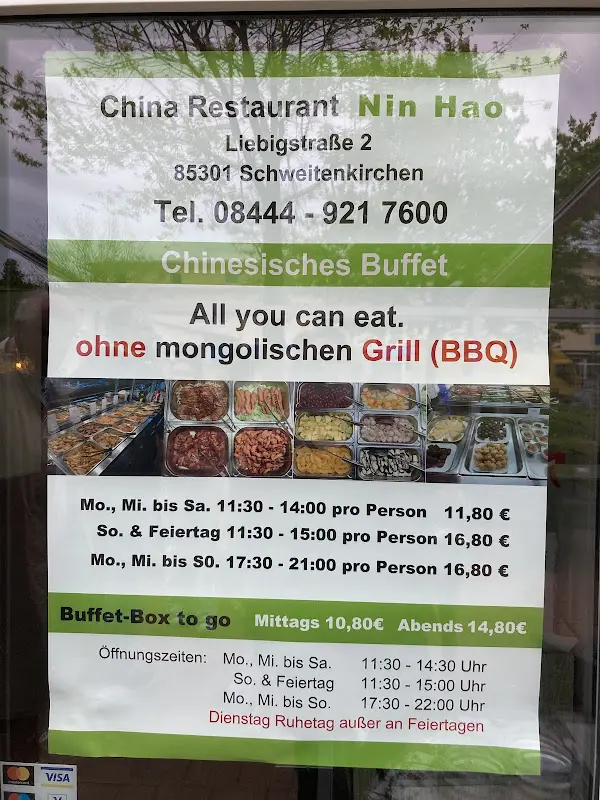 China Restaurant Nin Hao
Liebigstraße 2
85301 Schweitenkirchen
Tel. 08444 - 921 7600
Chinesisches Buffet
All you can eat.
ohne mongolischen Grill (BBQ)
Mo., Mi. bis Sa. 11:30 - 14:00 pro Person 11,80 €
So. & Feiertag 11:30 - 15:00 pro Person 16,80 €
Mo., Mi. bis S0. 17:30 - 21:00 pro Person 16,80 €
Buffet-Box to go Mittags 10,80€ Abends 14,80€
Öffnungszeiten: Mo., Mi. bis Sa. 11:30 - 14:30 Uhr
So. & Feiertag 11:30 - 15:00 Uhr
Mo., Mi. bis So. 17:30 - 22:00 Uhr
Dienstag Ruhetag außer an Feiertagen
mastercard VISA